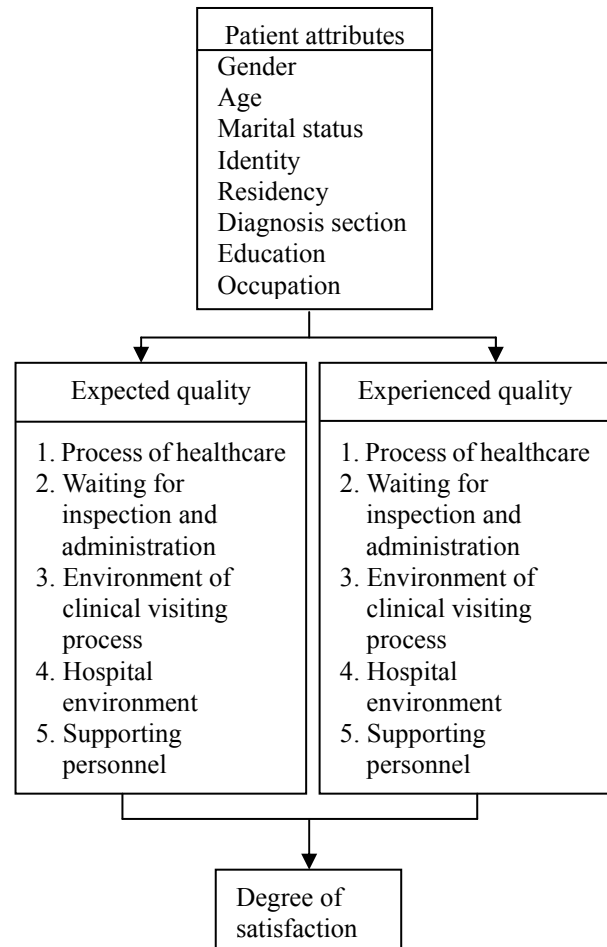 Patient attributes
Gender
Age
Marital status
Identity
Residency
Diagnosis section
Education
Occupation
Expected quality
1. Process of healthcare
2. Waiting for
inspection and
administration
3. Environment of
clinical visiting
process
4. Hospital
environment
5. Supporting
personnel
Experienced quality
1. Process of healthcare
2. Waiting for
inspection and
administration
3. Environment of
clinical visiting
process
4. Hospital
environment
5. Supporting
personnel
Degree of
satisfaction